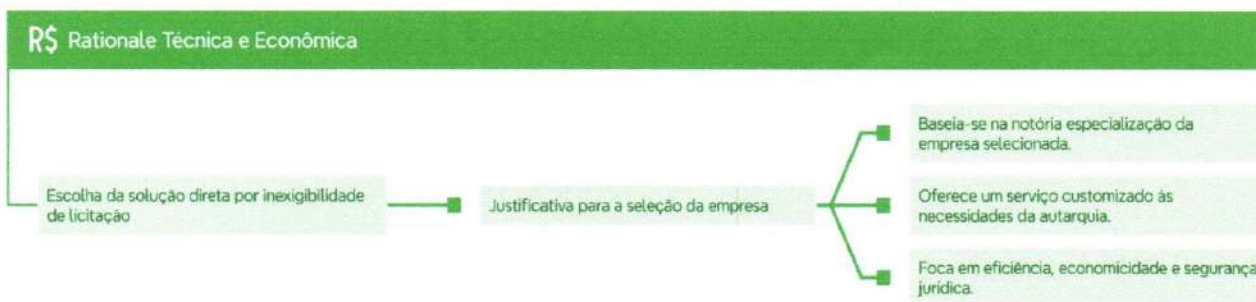 R$ Rationale Técnica e Econômica
Escolha da solução direta por inexigibilidade
de licitação
Justificativa para a seleção da empresa
Baseia-se na notória especialização da
empresa selecionada.
Oferece um serviço customizado às
necessidades da autarquia.
Foca em eficiência, economicidade e segurança
jurídica.